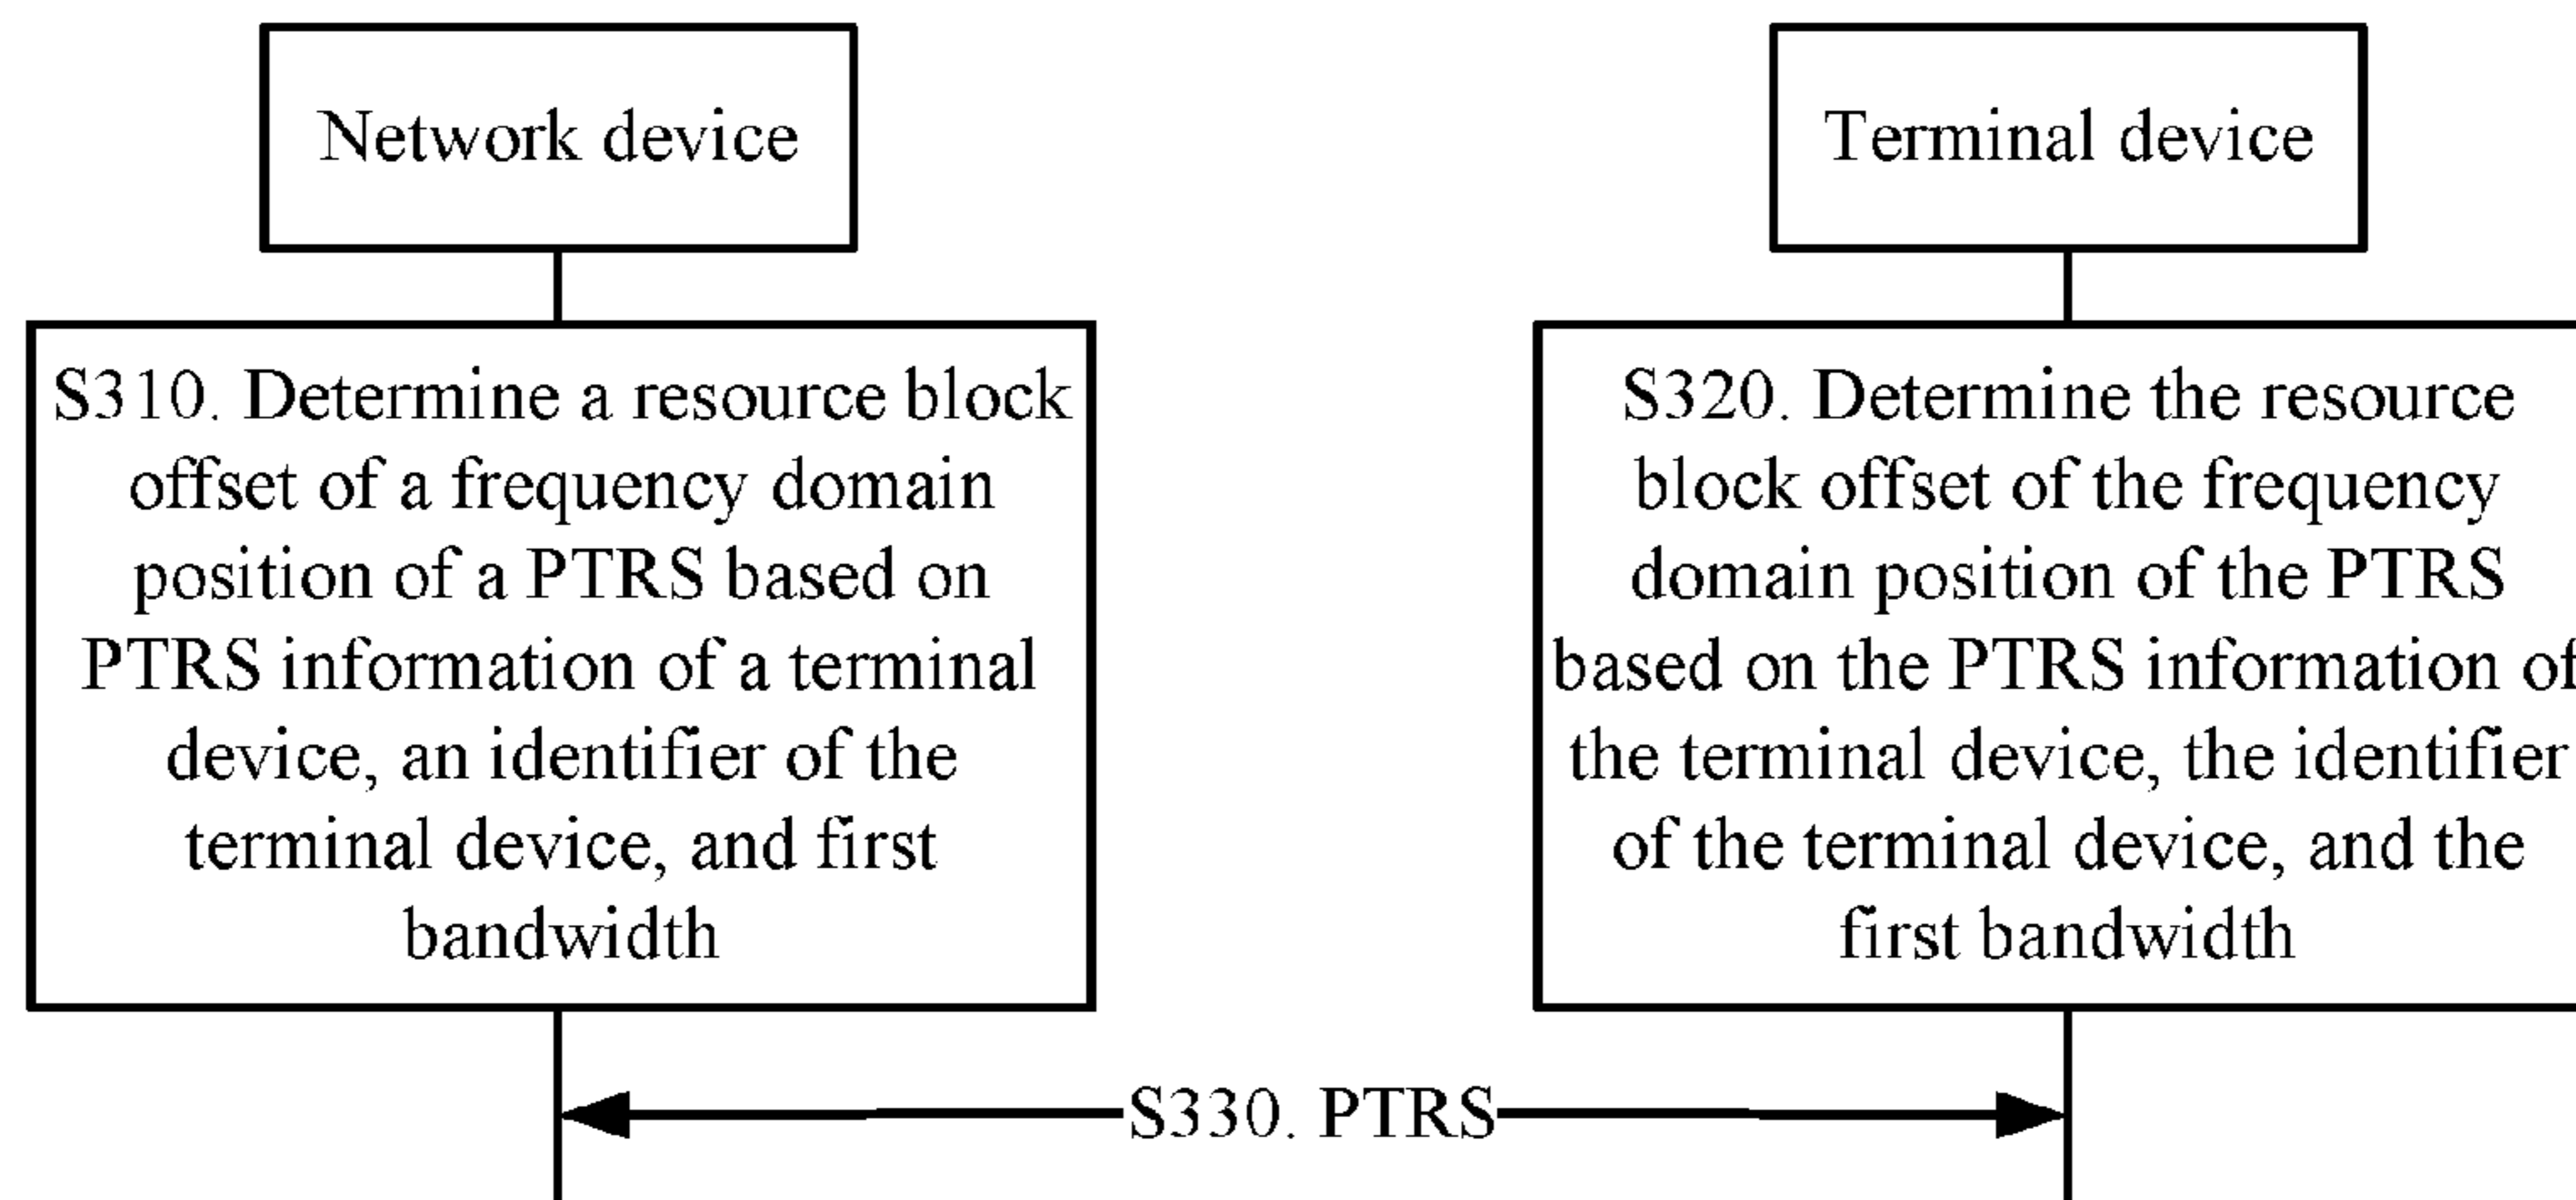 Network device
Terminal device
S310. Determine a resource block
offset of a frequency domain
position of a PTRS based on
PTRS information of a terminal
device, an identifier of the
terminal device, and first
bandwidth
S320. Determine the resource
block offset of the frequency
domain position of the PTRS
based on the PTRS information of
the terminal device, the identifier
of the terminal device, and the
first bandwidth
S330. PTRS